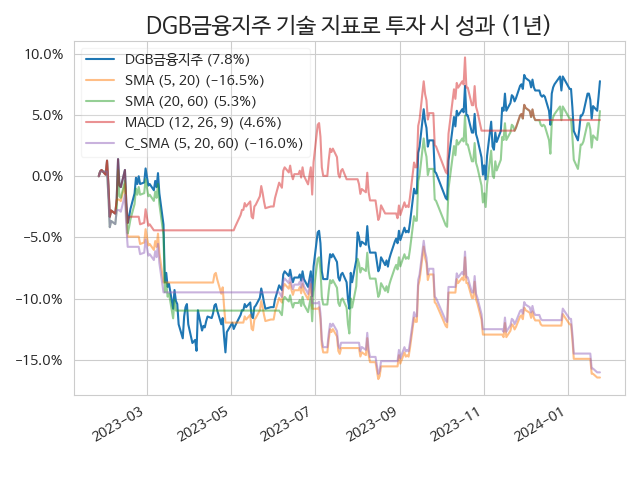 DGB금융지주 기술 지표로 투자 시 성과 (1년)
10.0%
5.0%
0.0%
−5.0%
−10.0%
−15.0%
DGB금융지주 (7.8%)
SMA (5, 20) (−16.5%)
SMA (20, 60) (5.3%)
MACD (12, 26, 9) (4.6%)
C_SMA (5, 20, 60) (−16.0%)
2023-03
2023-05
2023-07
2023-09
2023-11
2024-01